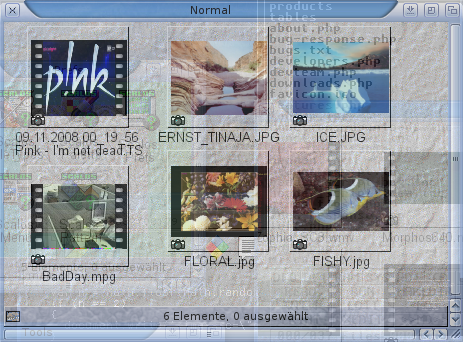 Normal
products
tables
about.php
bug-response.php
bugs.txt
developers.php
devteam.php
downloads.php
favicon.ico
p!nk
09.11.2008 00_19_56
Pink - I'm not Dead.TS
ERNST_TINAJA.JPG
ICE.JPG
Morphos640.
BadDay.mpg
FLORAL.jpg
FISHY.jpg
6 Elemente, 0 ausgewählt
Tools